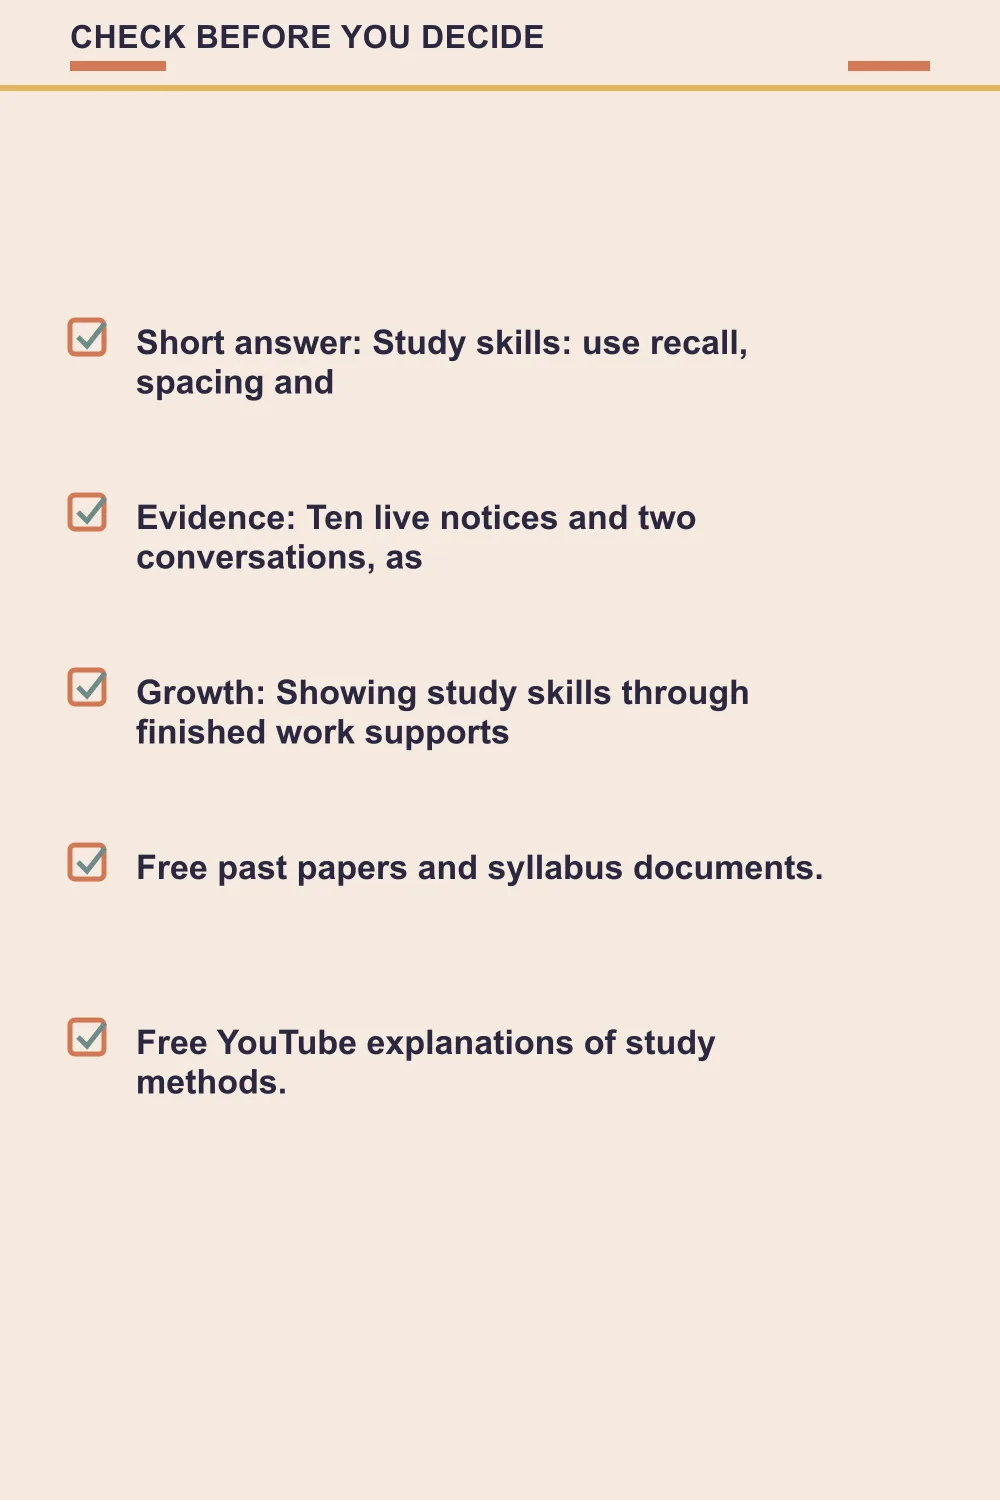 CHECK BEFORE YOU DECIDE
Short answer: Study skills: use recall,
spacing and
Evidence: Ten live notices and two
conversations, as
Growth: Showing study skills through
finished work supports
Free past papers and syllabus documents.
Free YouTube explanations of study
methods.